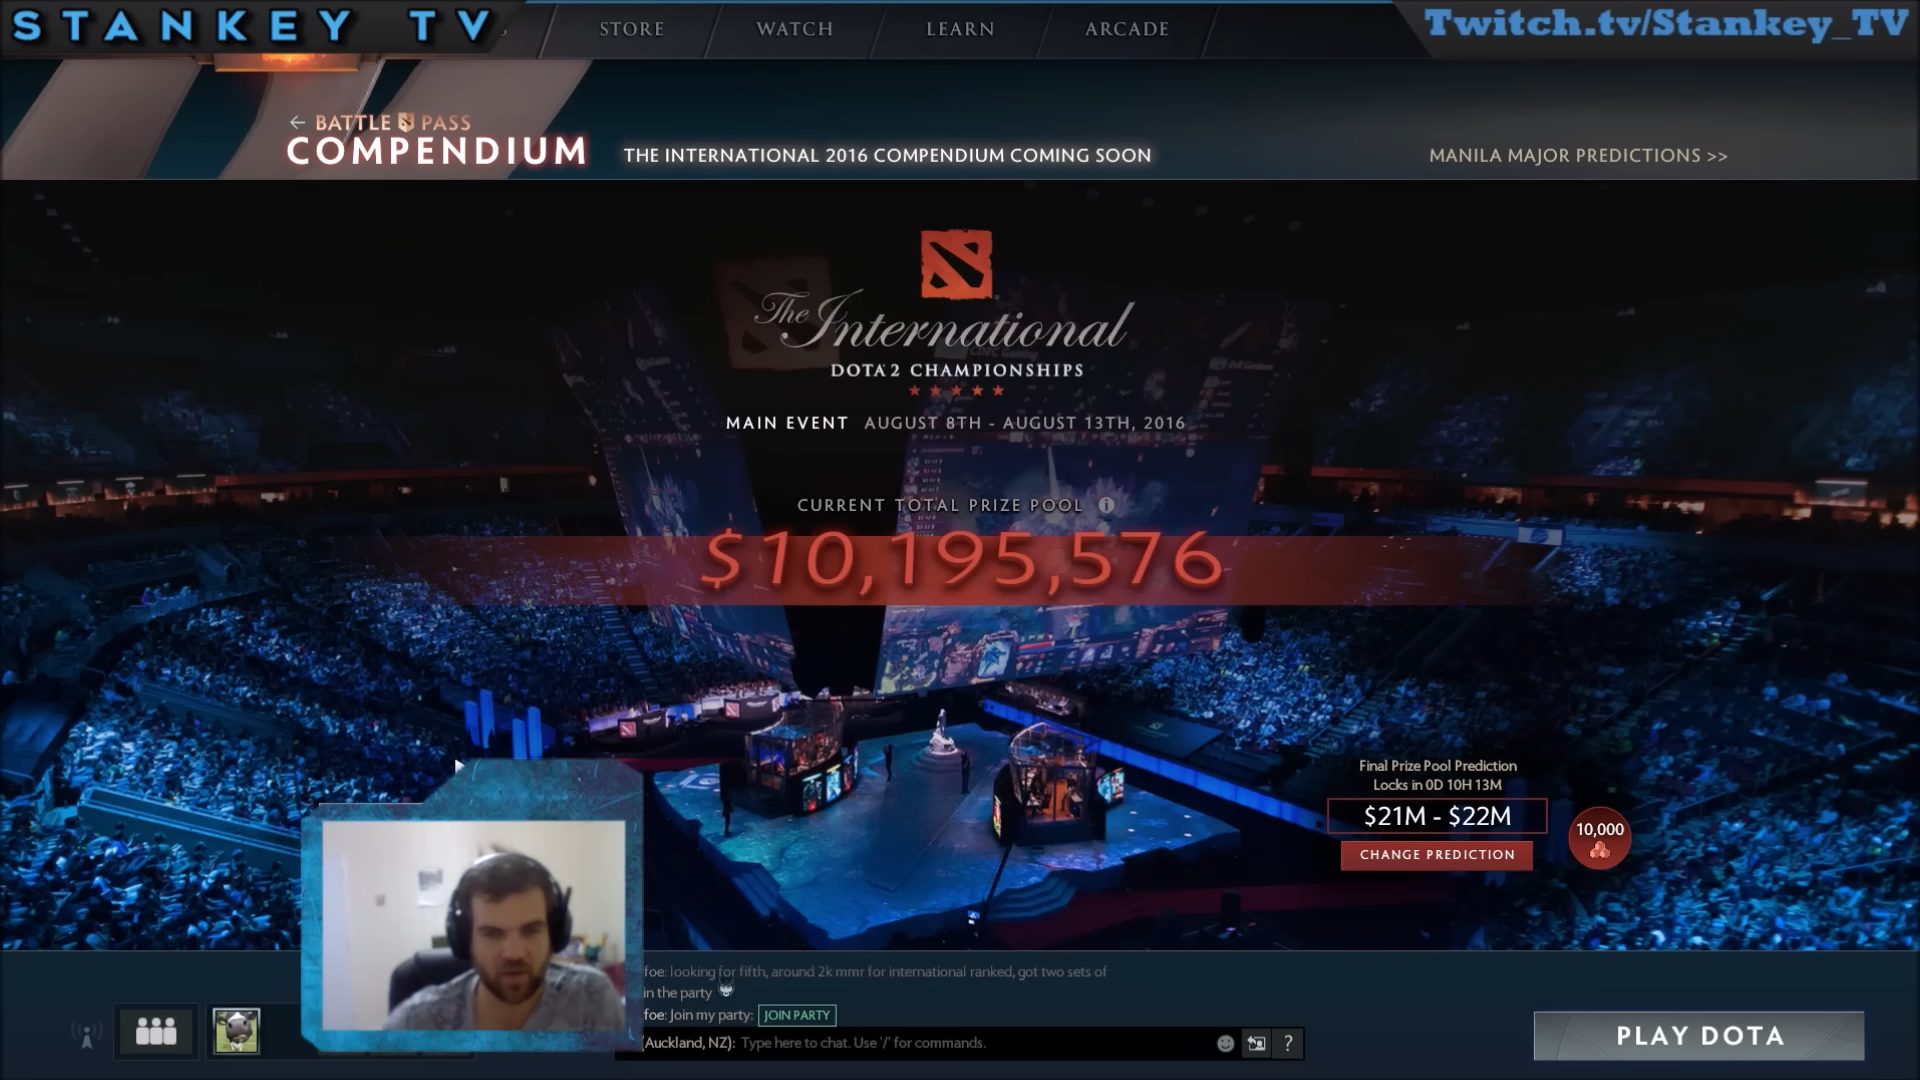 STANKEY TV
STORE
WATCH
LEARN
ARCADE
Twitch.tv/Stankey_TV
← BATTLE PASS
COMPENDIUM
THE INTERNATIONAL 2016 COMPENDIUM COMING SOON
MANILA MAJOR PREDICTIONS >>
The International
DOTA 2 CHAMPIONSHIPS
MAIN EVENT AUGUST 8TH - AUGUST 13TH, 2016
CURRENT TOTAL PRIZE POOL
$10,195,576
Final Prize Pool Prediction
Locks in 0D 10H 13M
$21M - $22M
10,000
CHANGE PREDICTION
foe: looking for fifth, around 2k mmr for international ranked, got two sets of
in the party
foe: Join my party: JOIN PARTY
(Auckland, NZ): Type here to chat. Use '/' for commands.
?
PLAY DOTA